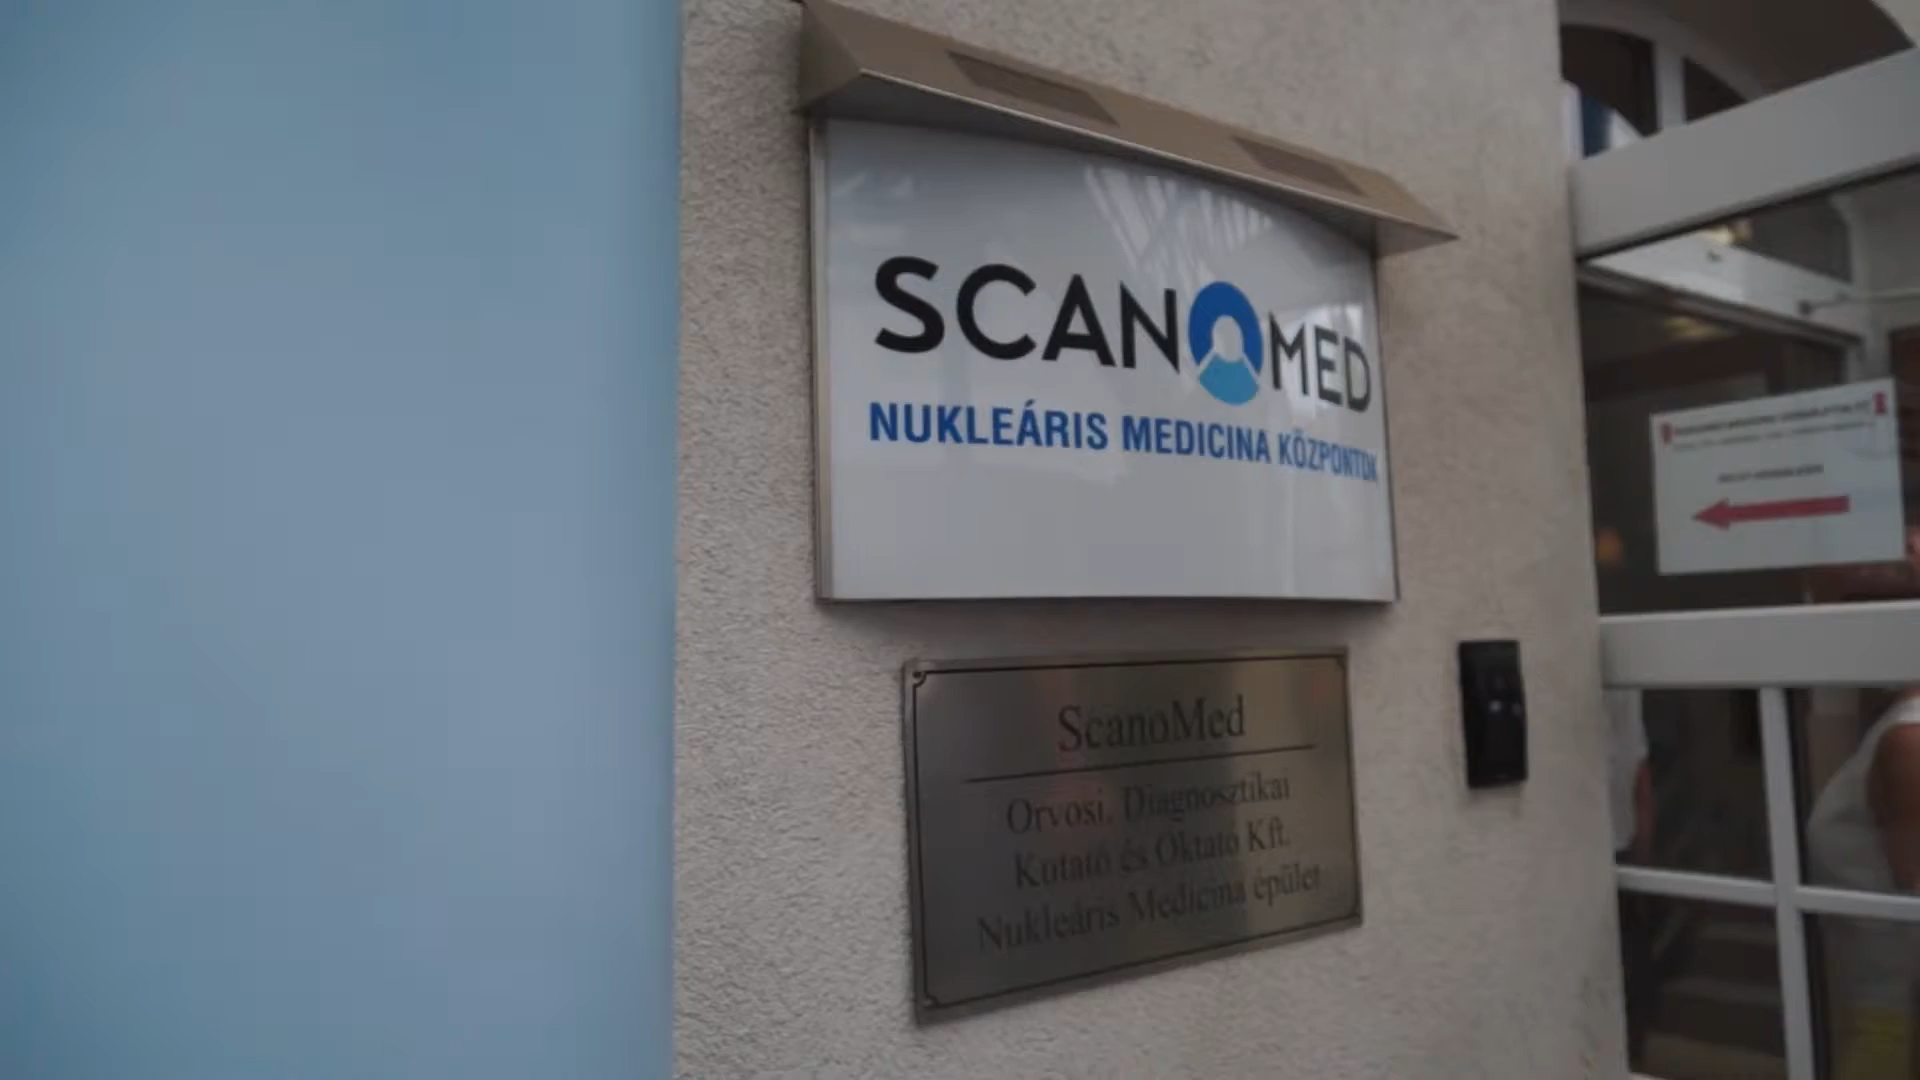 SCANOMED
NUKLEÁRIS MEDICINA KÖZPONTOK
ScanoMed
Orvosi, Diagnosztikai
Kutató és Oktató Kft.
Nukleáris Medicina épület